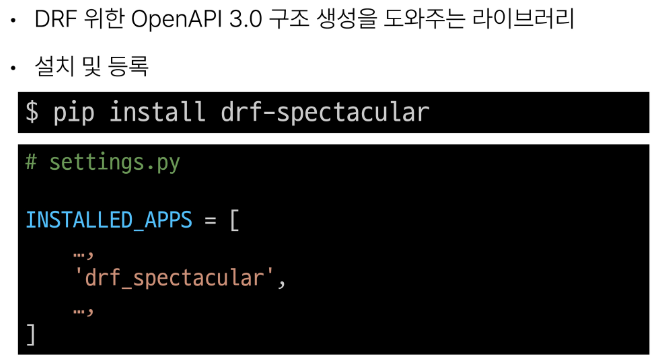 • DRF 위한 OpenAPI 3.0 구조 생성을 도와주는 라이브러리
• 설치 및 등록
$ pip install drf-spectacular
# settings.py
INSTALLED_APPS = [
    …,
    'drf_spectacular',
    …,
]